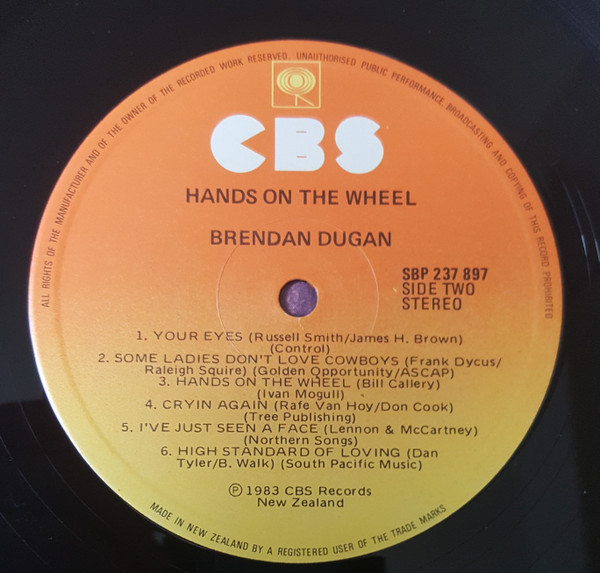 ALL RIGHTS OF THE MANUFACTURER AND OF THE OWNER OF THE RECORDED WORK RESERVED. UNAUTHORISED PUBLIC PERFORMANCE BROADCASTING AND COPYING OF THIS RECORD PROHIBITED
CBS
HANDS ON THE WHEEL
BRENDAN DUGAN
SBP 237 897
SIDE TWO
STEREO
1. YOUR EYES (Russell Smith/James H. Brown)
(Control)
2. SOME LADIES DON'T LOVE COWBOYS (Frank Dycus/
Raleigh Squire) (Golden Opportunity/ASCAP)
3. HANDS ON THE WHEEL (Bill Callery)
(Ivan Mogull)
4. CRYIN AGAIN (Rafe Van Hoy/Don Cook)
(Tree Publishing)
5. I'VE JUST SEEN A FACE (Lennon & McCartney)
(Northern Songs)
6. HIGH STANDARD OF LOVING (Dan
Tyler/B. Walk) (South Pacific Music)
Ⓟ 1983 CBS Records
New Zealand
MADE IN NEW ZEALAND BY A REGISTERED USER OF THE TRADE MARKS